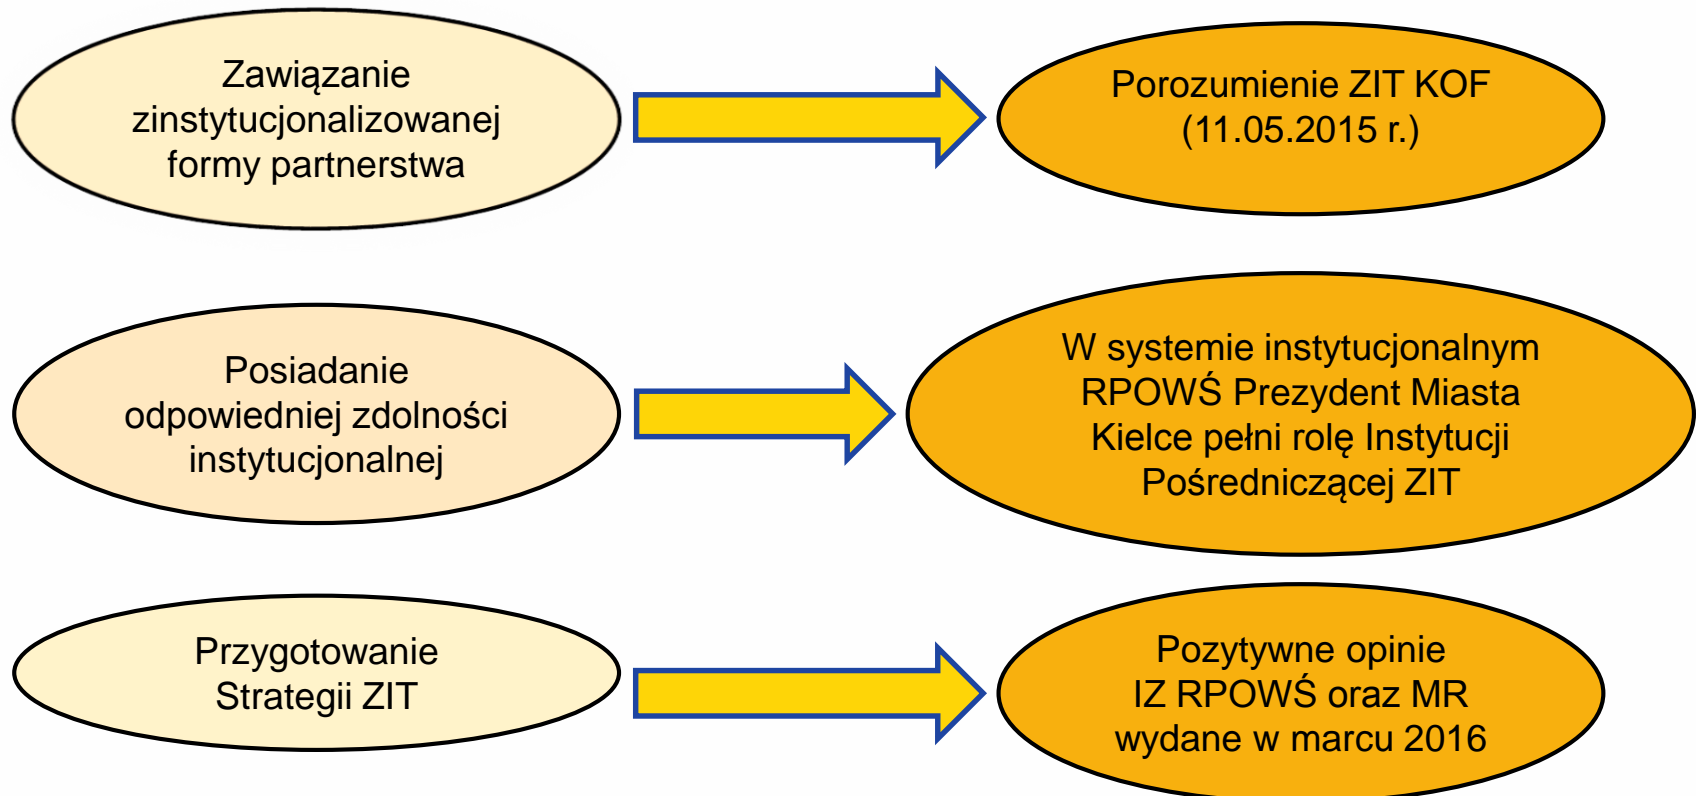 Zawiązanie
zinstytucjonalizowanej
formy partnerstwa
Porozumienie ZIT KOF
(11.05.2015 r.)
Posiadanie
odpowiedniej zdolności
instytucjonalnej
W systemie instytucjonalnym
RPOWŚ Prezydent Miasta
Kielce pełni rolę Instytucji
Pośredniczącej ZIT
Przygotowanie
Strategii ZIT
Pozytywne opinie
IZ RPOWŚ oraz MR
wydane w marcu 2016